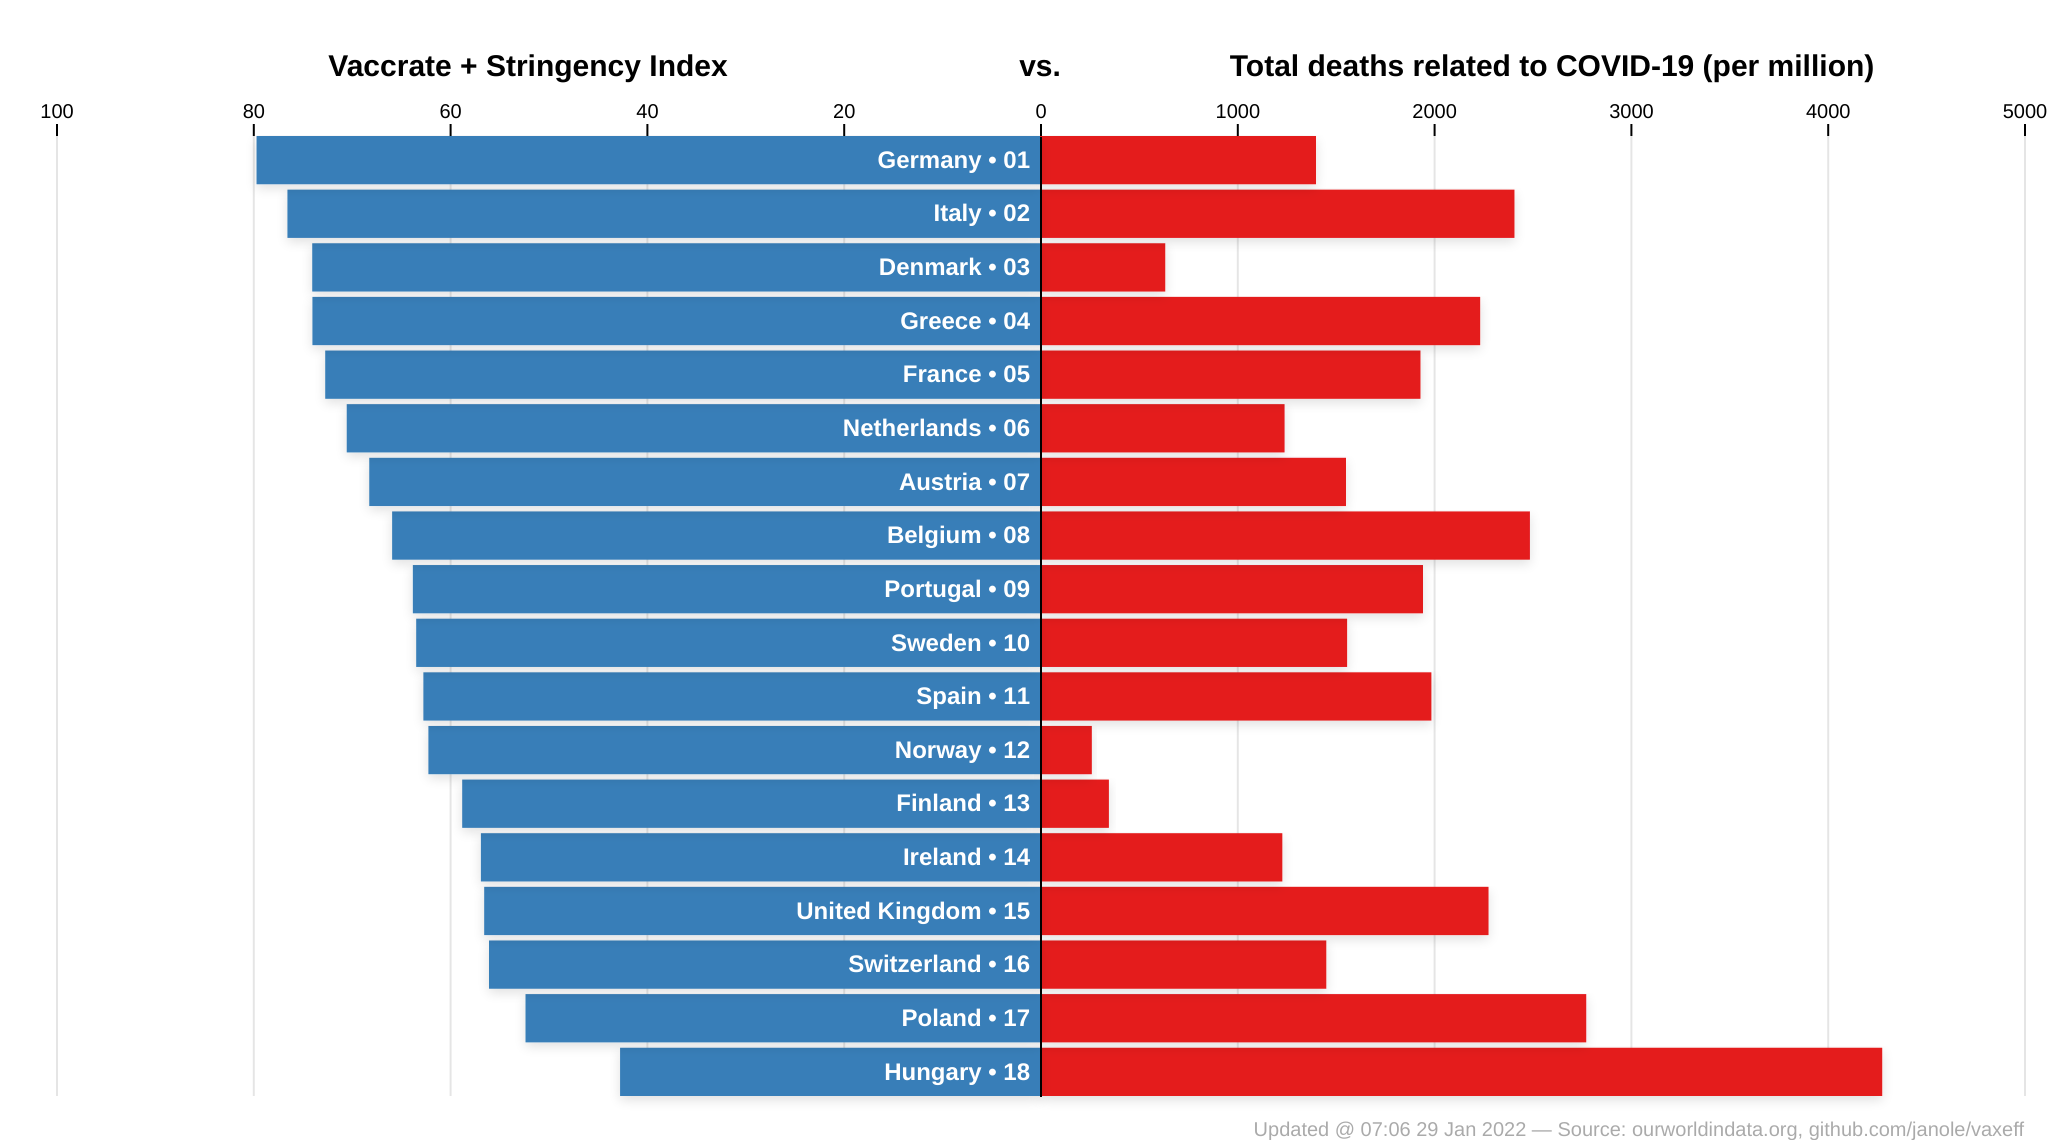 Vaccrate + Stringency Index vs. Total deaths related to COVID-19 (per million)
100 80 60 40 20 0 1000 2000 3000 4000 5000
Germany • 01
Italy • 02
Denmark • 03
Greece • 04
France • 05
Netherlands • 06
Austria • 07
Belgium • 08
Portugal • 09
Sweden • 10
Spain • 11
Norway • 12
Finland • 13
Ireland • 14
United Kingdom • 15
Switzerland • 16
Poland • 17
Hungary • 18
Updated @ 07:06 29 Jan 2022 — Source: ourworldindata.org, github.com/janole/vaxeff